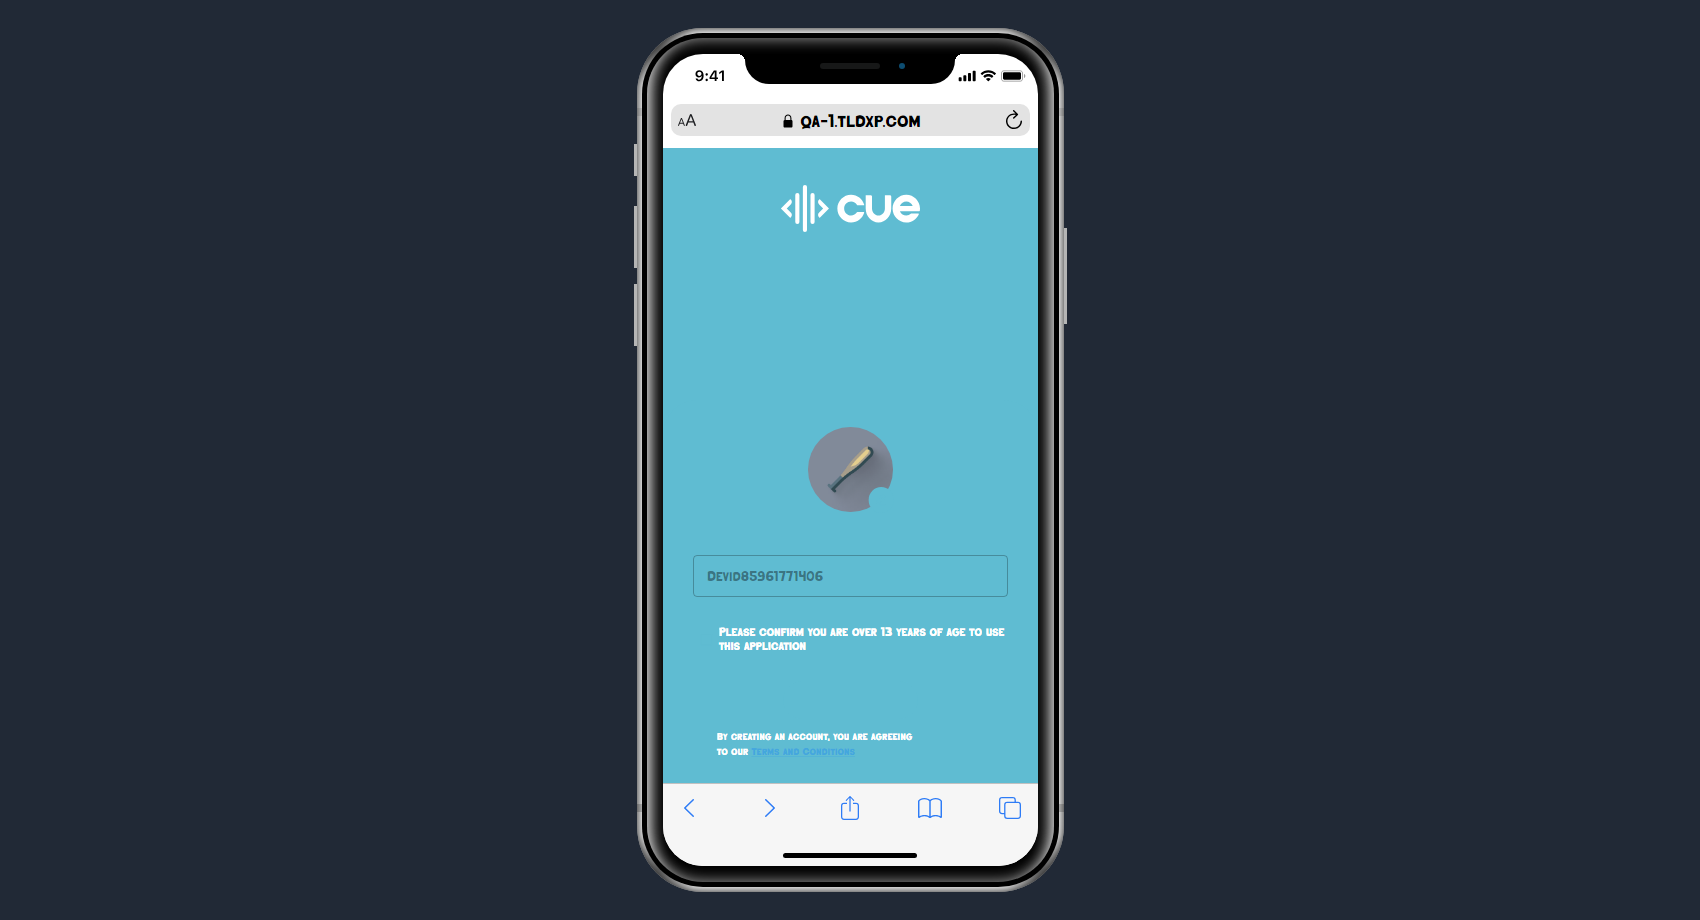 9:41
AA
QA-1.TLDXP.COM
cue
Devid85961771406
Please confirm you are over 13 years of age to use
this application
By creating an account, you are agreeing
to our Terms and Conditions